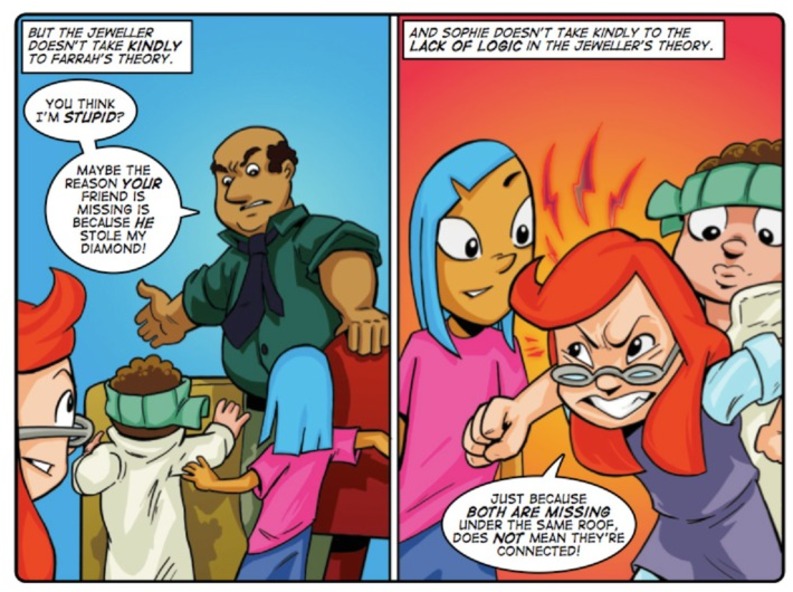 BUT THE JEWELLER
DOESN'T TAKE KINDLY
TO FARRAH'S THEORY.
YOU THINK
I'M STUPID?
MAYBE THE
REASON YOUR
FRIEND IS
MISSING IS
BECAUSE HE
STOLE MY
DIAMOND!
AND SOPHIE DOESN'T TAKE KINDLY TO THE
LACK OF LOGIC IN THE JEWELLER'S THEORY.
JUST BECAUSE
BOTH ARE MISSING
UNDER THE SAME ROOF,
DOES NOT MEAN THEY'RE
CONNECTED!